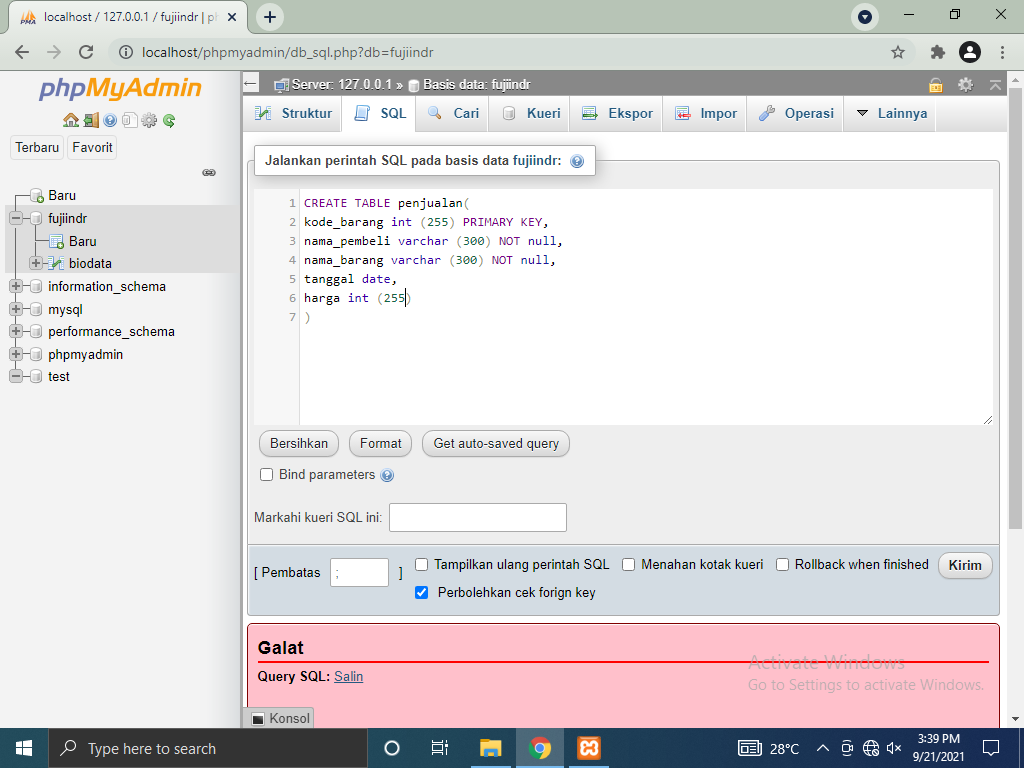 localhost / 127.0.0.1 / fujiindr | ph
localhost/phpmyadmin/db_sql.php?db=fujiindr
phpMyAdmin
Server: 127.0.0.1 » Basis data: fujiindr
Struktur SQL Cari Kueri Ekspor Impor Operasi Lainnya
Terbaru Favorit
Baru
fujiindr
Baru
biodata
information_schema
mysql
performance_schema
phpmyadmin
test
Jalankan perintah SQL pada basis data fujiindr:
1 CREATE TABLE penjualan(
2 kode_barang int (255) PRIMARY KEY,
3 nama_pembeli varchar (300) NOT null,
4 nama_barang varchar (300) NOT null,
5 tanggal date,
6 harga int (255)
7 )
Bersihkan Format Get auto-saved query
Bind parameters
Markahi kueri SQL ini:
[ Pembatas ; ] Tampilkan ulang perintah SQL Menahan kotak kueri Rollback when finished Kirim
Perbolehkan cek forign key
Galat
Query SQL: Salin
Activate Windows
Go to Settings to activate Windows.
Konsol
Type here to search
28°C
3:39 PM
9/21/2021